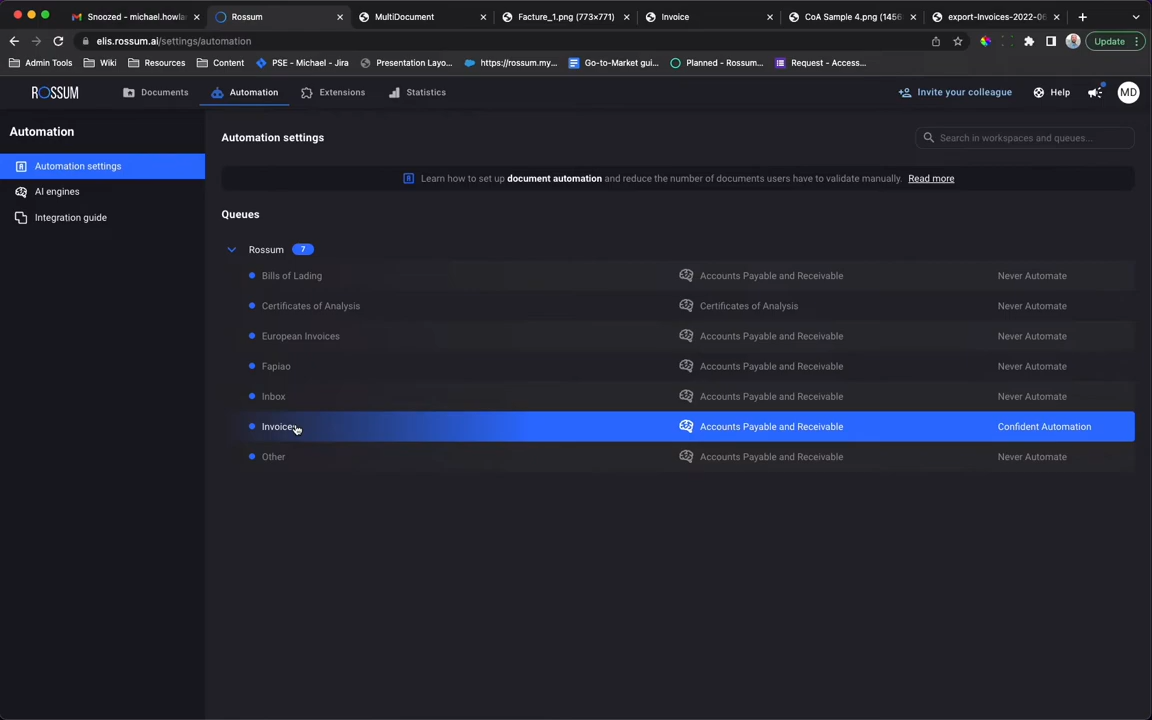 Snoozed - michael.howla
Rossum
MultiDocument
Facture_1.png (773×771)
Invoice
CoA Sample 4.png (1456
export-Invoices-2022-06
elis.rossum.ai/settings/automation
Update
Admin Tools
Wiki
Resources
Content
PSE - Michael - Jira
Presentation Layo...
https://rossum.my...
Go-to-Market gui...
Planned - Rossum...
Request - Access...
ROSSUM
Documents
Automation
Extensions
Statistics
Invite your colleague
Help
MD
Automation
Automation settings
AI engines
Integration guide
Automation settings
Search in workspaces and queues...
Learn how to set up document automation and reduce the number of documents users have to validate manually. Read more
Queues
Rossum 7
Bills of Lading Accounts Payable and Receivable Never Automate
Certificates of Analysis Certificates of Analysis Never Automate
European Invoices Accounts Payable and Receivable Never Automate
Fapiao Accounts Payable and Receivable Never Automate
Inbox Accounts Payable and Receivable Never Automate
Invoices Accounts Payable and Receivable Confident Automation
Other Accounts Payable and Receivable Never Automate